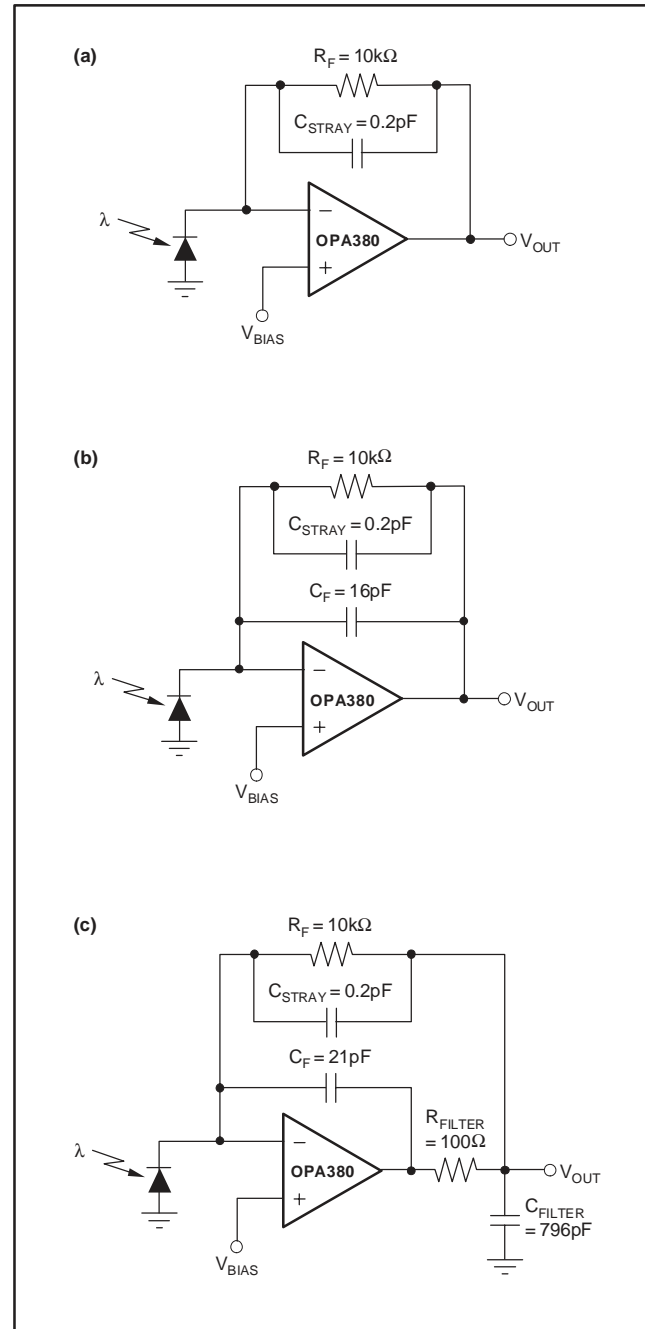 (a)
R_F = 10kΩ
C_STRAY = 0.2pF
λ
−
OPA380
+
V_OUT
V_BIAS
(b)
R_F = 10kΩ
C_STRAY = 0.2pF
C_F = 16pF
λ
−
OPA380
+
V_OUT
V_BIAS
(c)
R_F = 10kΩ
C_STRAY = 0.2pF
C_F = 21pF
R_FILTER
= 100Ω
λ
−
OPA380
+
V_OUT
C_FILTER
= 796pF
V_BIAS